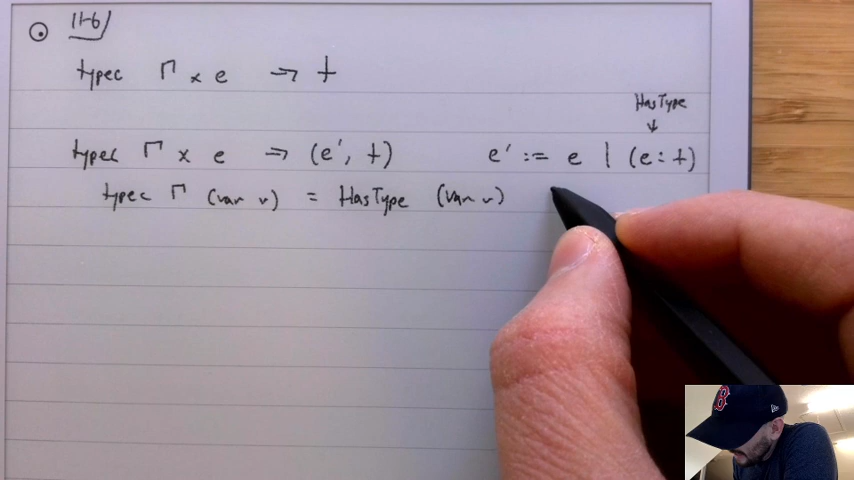 11-6
typec Γ x e → t
HasType
↓
typec Γ x e → (e', t) e' := e | (e : t)
typec Γ (var v) = HasType (var v)
B